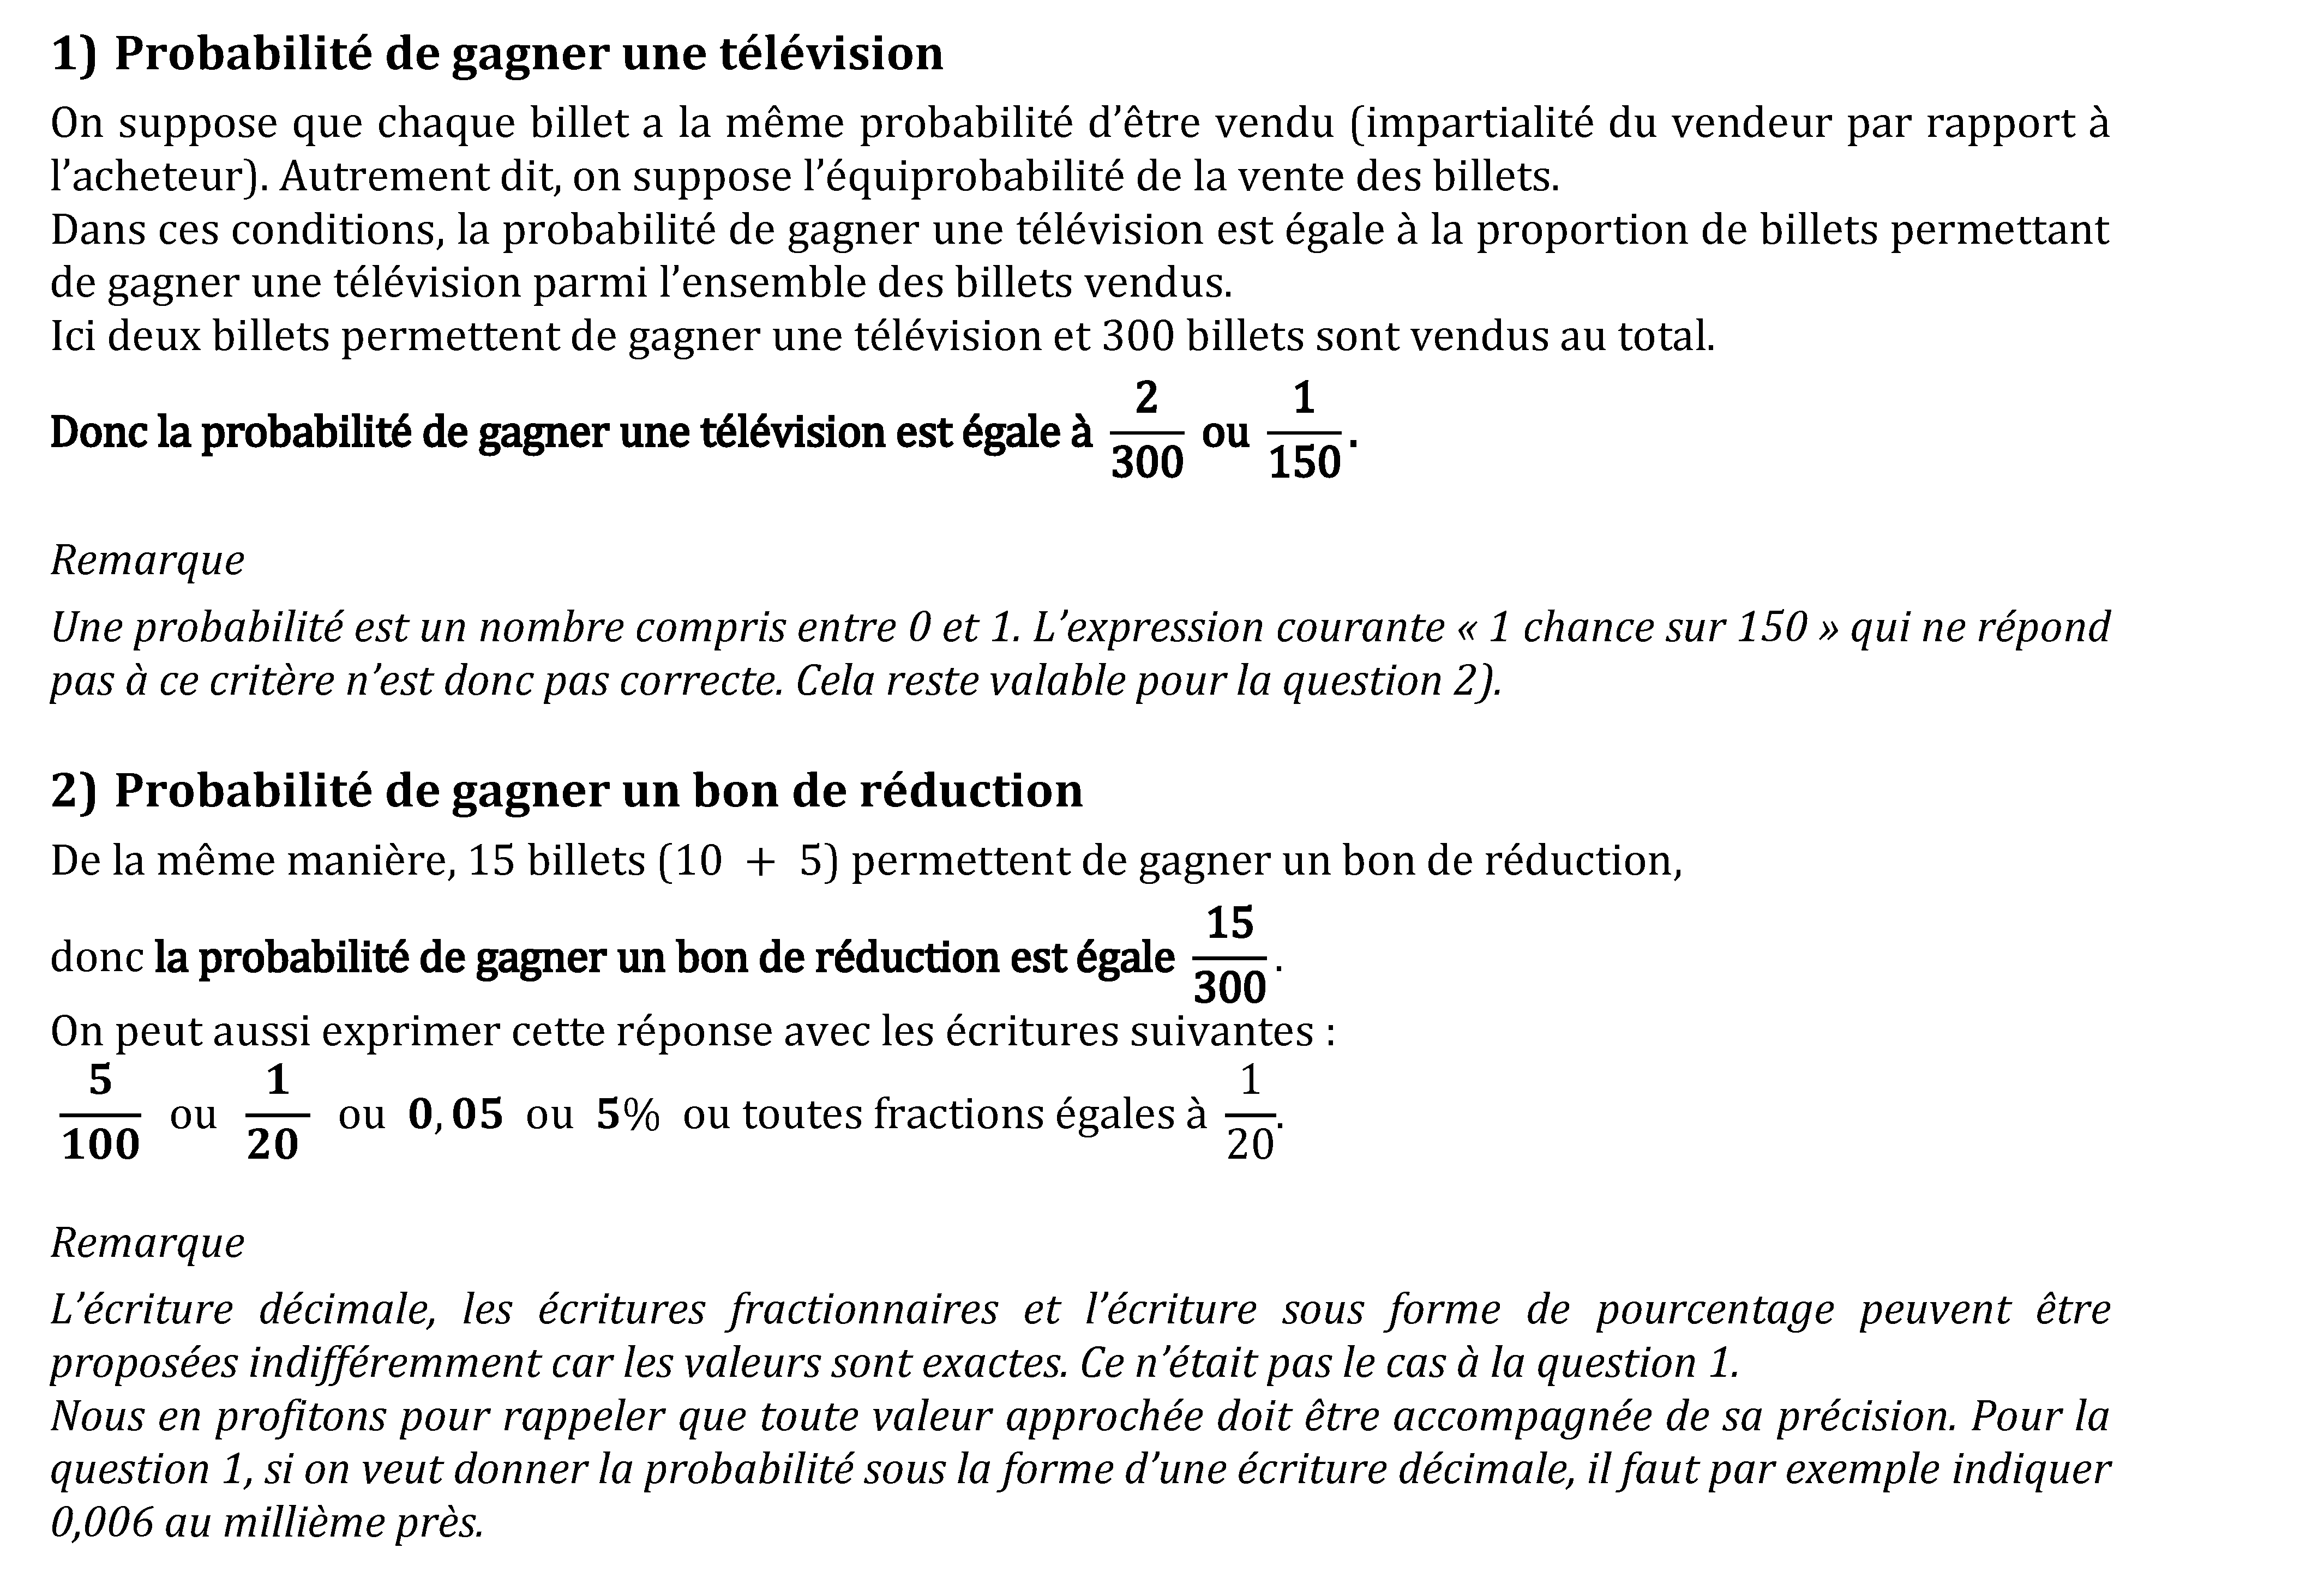 1) Probabilité de gagner une télévision
On suppose que chaque billet a la même probabilité d’être vendu (impartialité du vendeur par rapport à
l’acheteur). Autrement dit, on suppose l’équiprobabilité de la vente des billets.
Dans ces conditions, la probabilité de gagner une télévision est égale à la proportion de billets permettant
de gagner une télévision parmi l’ensemble des billets vendus.
Ici deux billets permettent de gagner une télévision et 300 billets sont vendus au total.
Donc la probabilité de gagner une télévision est égale à 2/300 ou 1/150.
Remarque
Une probabilité est un nombre compris entre 0 et 1. L’expression courante « 1 chance sur 150 » qui ne répond
pas à ce critère n’est donc pas correcte. Cela reste valable pour la question 2).
2) Probabilité de gagner un bon de réduction
De la même manière, 15 billets (10 + 5) permettent de gagner un bon de réduction,
donc la probabilité de gagner un bon de réduction est égale 15/300.
On peut aussi exprimer cette réponse avec les écritures suivantes :
5/100 ou 1/20 ou 0,05 ou 5% ou toutes fractions égales à 1/20.
Remarque
L’écriture décimale, les écritures fractionnaires et l’écriture sous forme de pourcentage peuvent être
proposées indifféremment car les valeurs sont exactes. Ce n’était pas le cas à la question 1.
Nous en profitons pour rappeler que toute valeur approchée doit être accompagnée de sa précision. Pour la
question 1, si on veut donner la probabilité sous la forme d’une écriture décimale, il faut par exemple indiquer
0,006 au millième près.